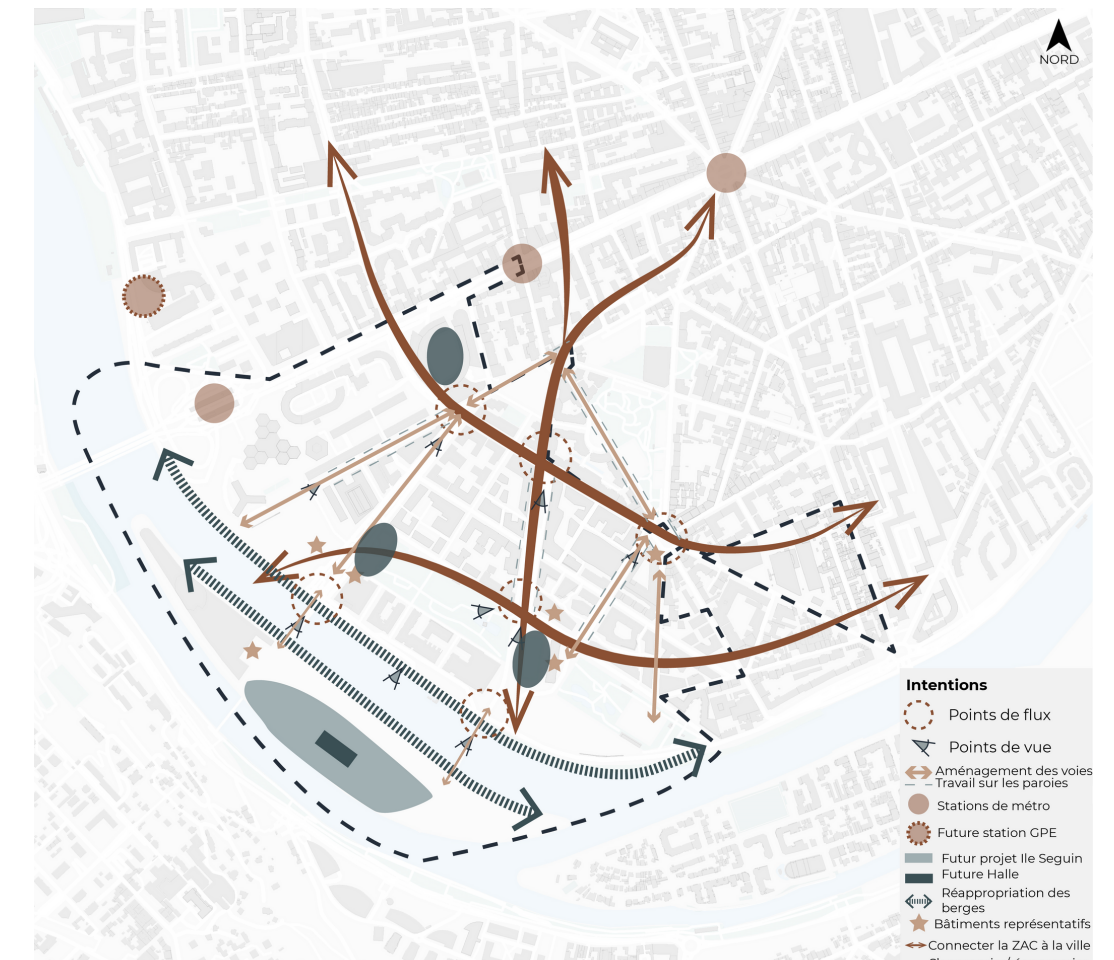 NORD
Intentions
Points de flux
Points de vue
Aménagement des voies
Travail sur les paroies
Stations de métro
Future station GPE
Futur projet Ile Seguin
Future Halle
Réappropriation des
berges
Bâtiments représentatifs
Connecter la ZAC à la ville